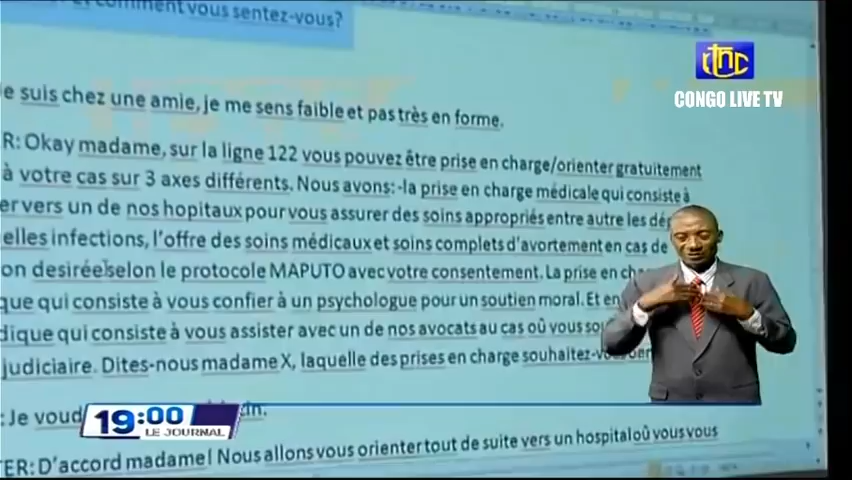 comment vous sentez-vous?
Je suis chez une amie, je me sens faible et pas très en forme.
R: Okay madame, sur la ligne 122 vous pouvez être prise en charge/orienter gratuitement
à votre cas sur 3 axes différents. Nous avons:-la prise en charge médicale qui consiste à
er vers un de nos hopitaux pour vous assurer des soins appropriés entre autre les
elles infections, l'offre des soins médicaux et soins complets d'avortement en cas de
on desirée selon le protocole MAPUTO avec votre consentement. La prise en
que qui consiste à vous confier à un psychologue pour un soutien moral. Et en
dique qui consiste à vous assister avec un de nos avocats au cas où vous
judiciaire. Dites-nous madame X, laquelle des prises en charge souhaitez-
: Je
TER: D'accord madame! Nous allons vous orienter tout de suite vers un hospital où vous vous
rtnc
CONGO LIVE TV
19:00
LE JOURNAL